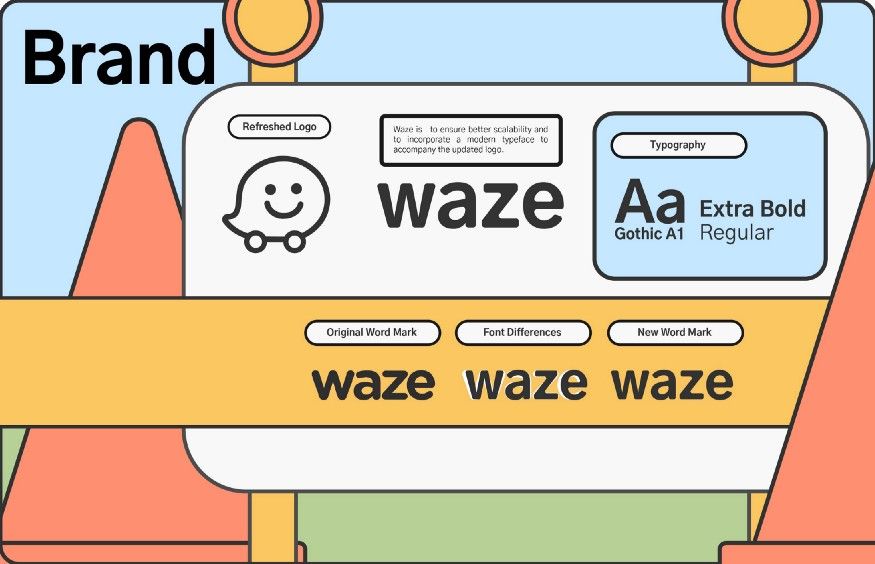 Brand
Refreshed Logo
Waze is to ensure better scalability and
to incorporate a modern typeface to
accompany the updated logo.
waze
Typography
Aa
Gothic A1
Extra Bold
Regular
Original Word Mark
Font Differences
New Word Mark
waze
waze
waze